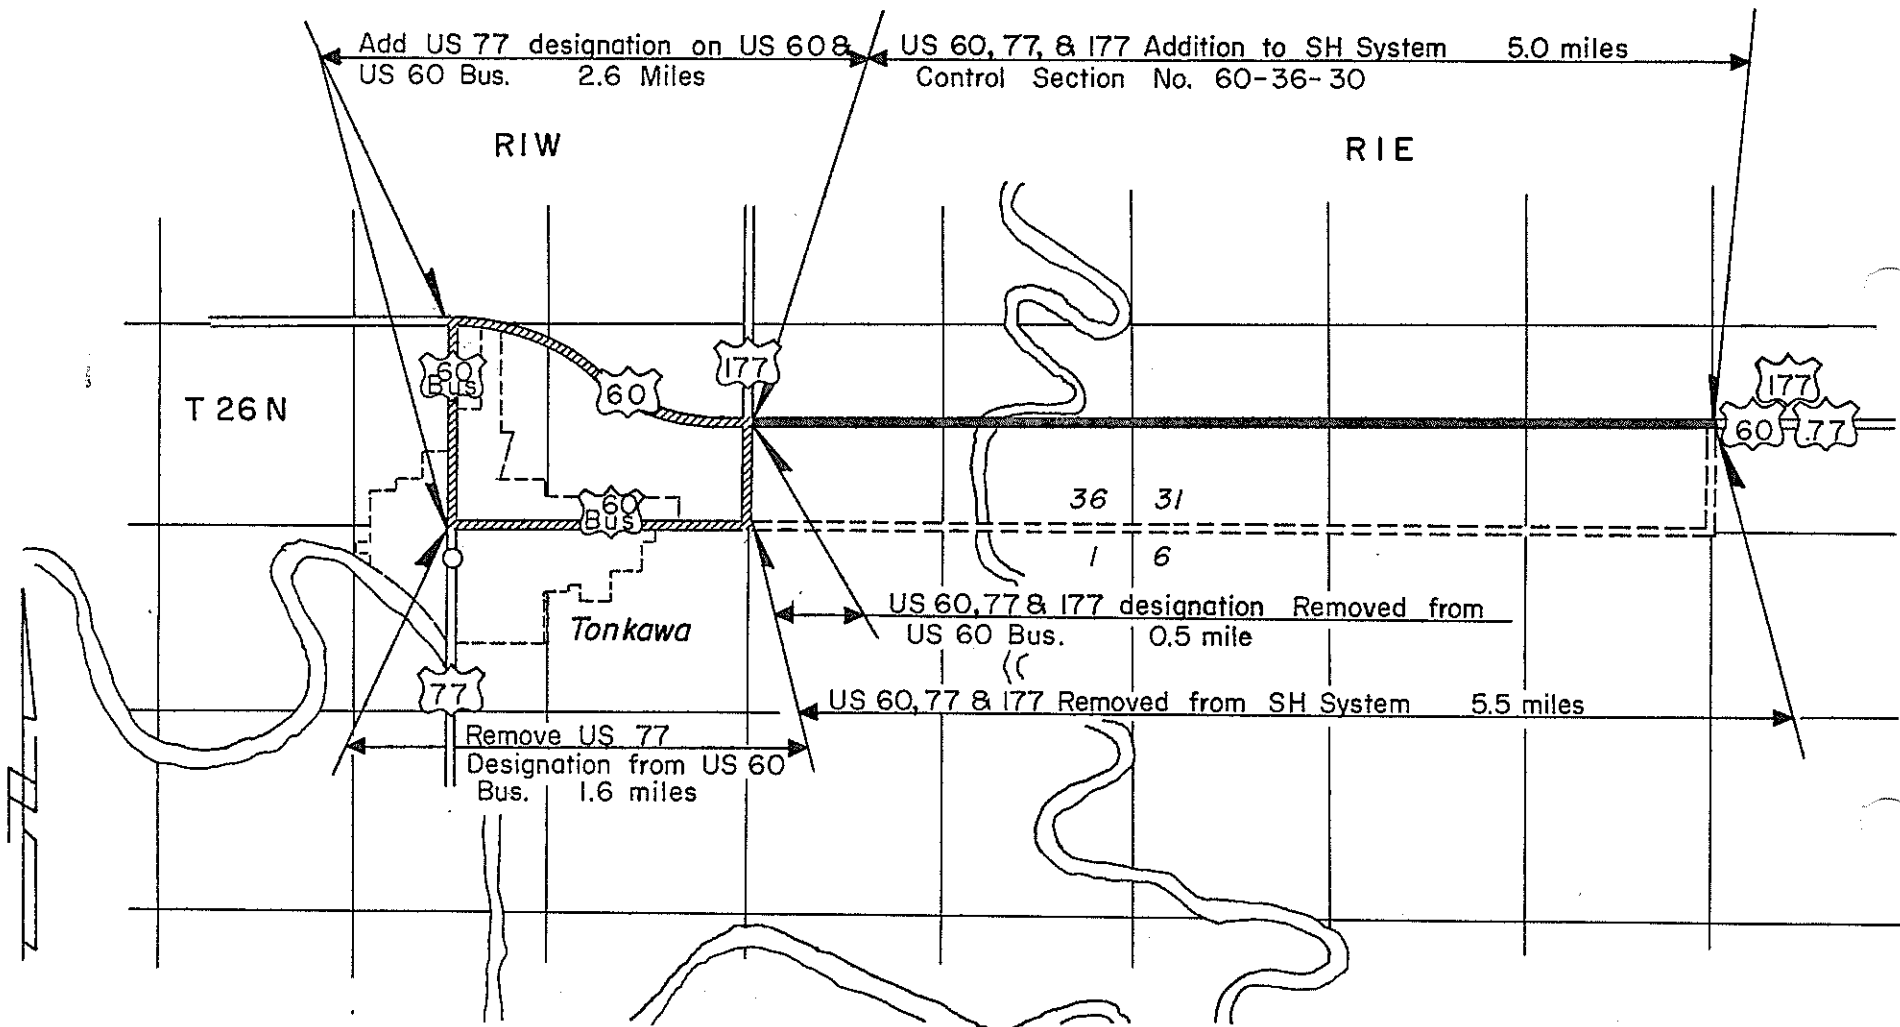 Add US 77 designation on US 60 &
US 60 Bus. 2.6 Miles
US 60, 77, & 177 Addition to SH System 5.0 miles
Control Section No. 60-36-30
R1W
R1E
T 26 N
60
Bus
60
177
177
60
77
60
Bus
36 31
1 6
US 60, 77 & 177 designation Removed from
US 60 Bus. 0.5 mile
Tonkawa
77
US 60, 77 & 177 Removed from SH System 5.5 miles
Remove US 77
Designation from US 60
Bus. 1.6 miles